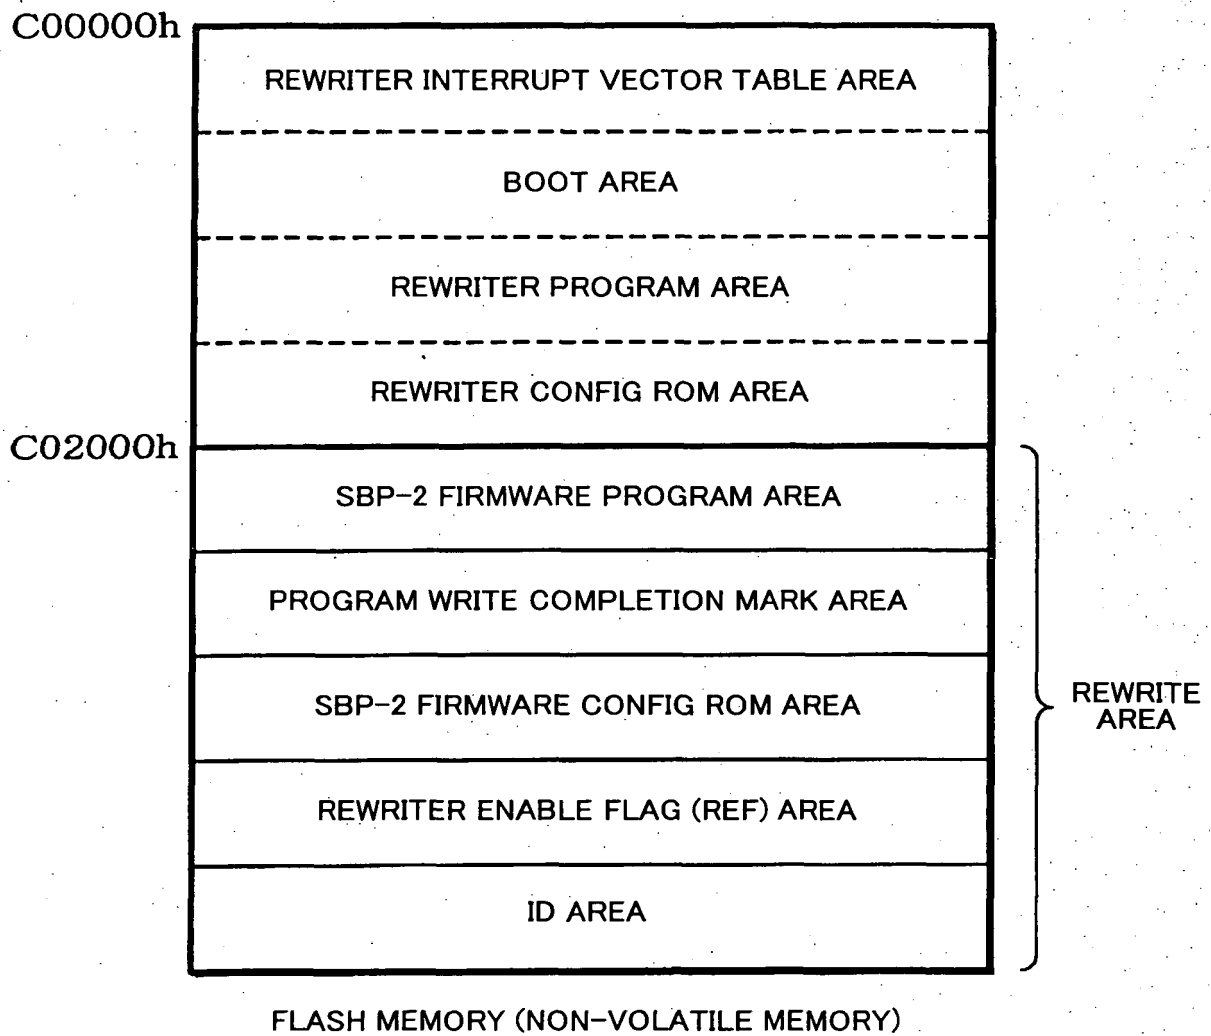 C00000h
REWRITER INTERRUPT VECTOR TABLE AREA
BOOT AREA
REWRITER PROGRAM AREA
REWRITER CONFIG ROM AREA
C02000h
SBP-2 FIRMWARE PROGRAM AREA
PROGRAM WRITE COMPLETION MARK AREA
SBP-2 FIRMWARE CONFIG ROM AREA
REWRITE
AREA
REWRITER ENABLE FLAG (REF) AREA
ID AREA
FLASH MEMORY (NON-VOLATILE MEMORY)